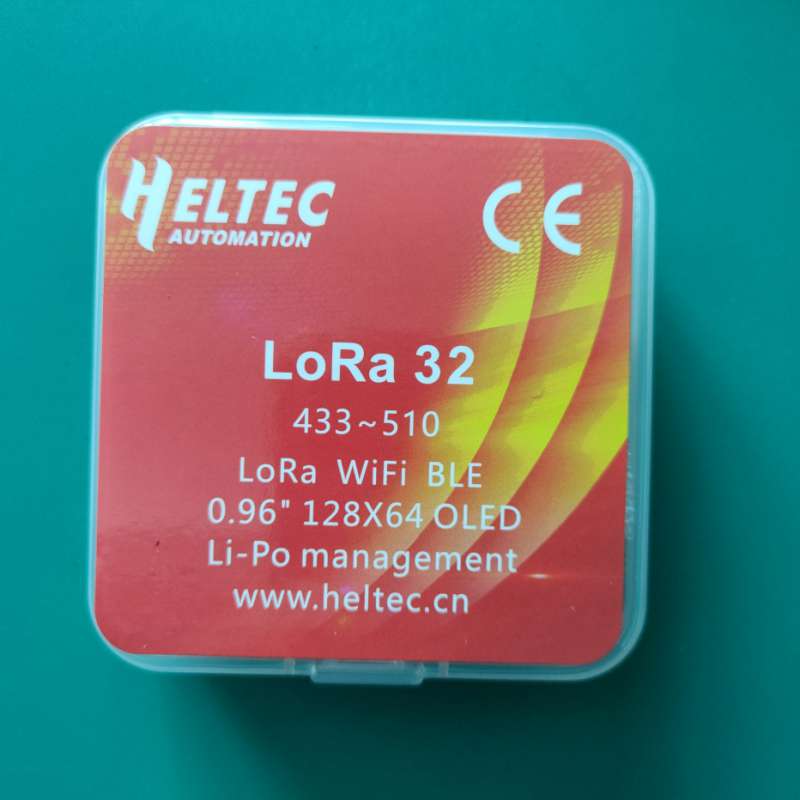 HELTEC
AUTOMATION
CE
LoRa 32
433~510
LoRa WiFi BLE
0.96" 128X64 OLED
Li-Po management
www.heltec.cn